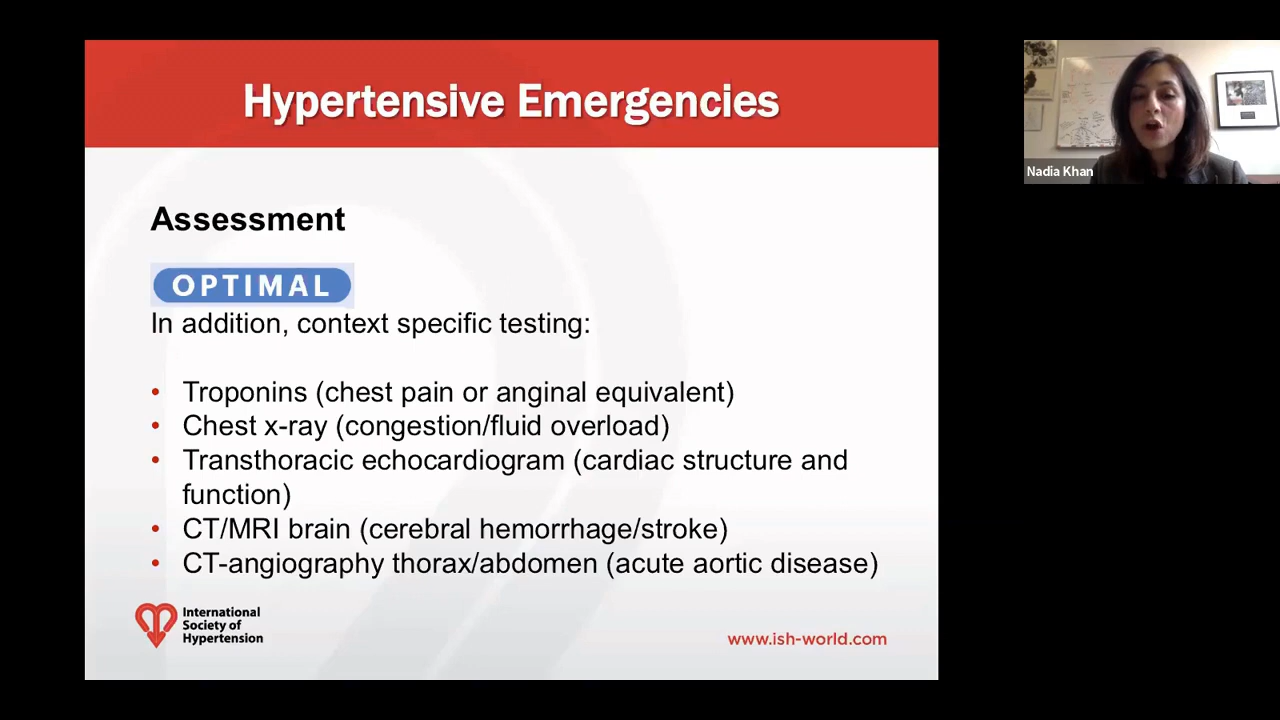 Hypertensive Emergencies
Nadia Khan
Assessment
OPTIMAL
In addition, context specific testing:
• Troponins (chest pain or anginal equivalent)
• Chest x-ray (congestion/fluid overload)
• Transthoracic echocardiogram (cardiac structure and
function)
• CT/MRI brain (cerebral hemorrhage/stroke)
• CT-angiography thorax/abdomen (acute aortic disease)
International
Society of
Hypertension
www.ish-world.com